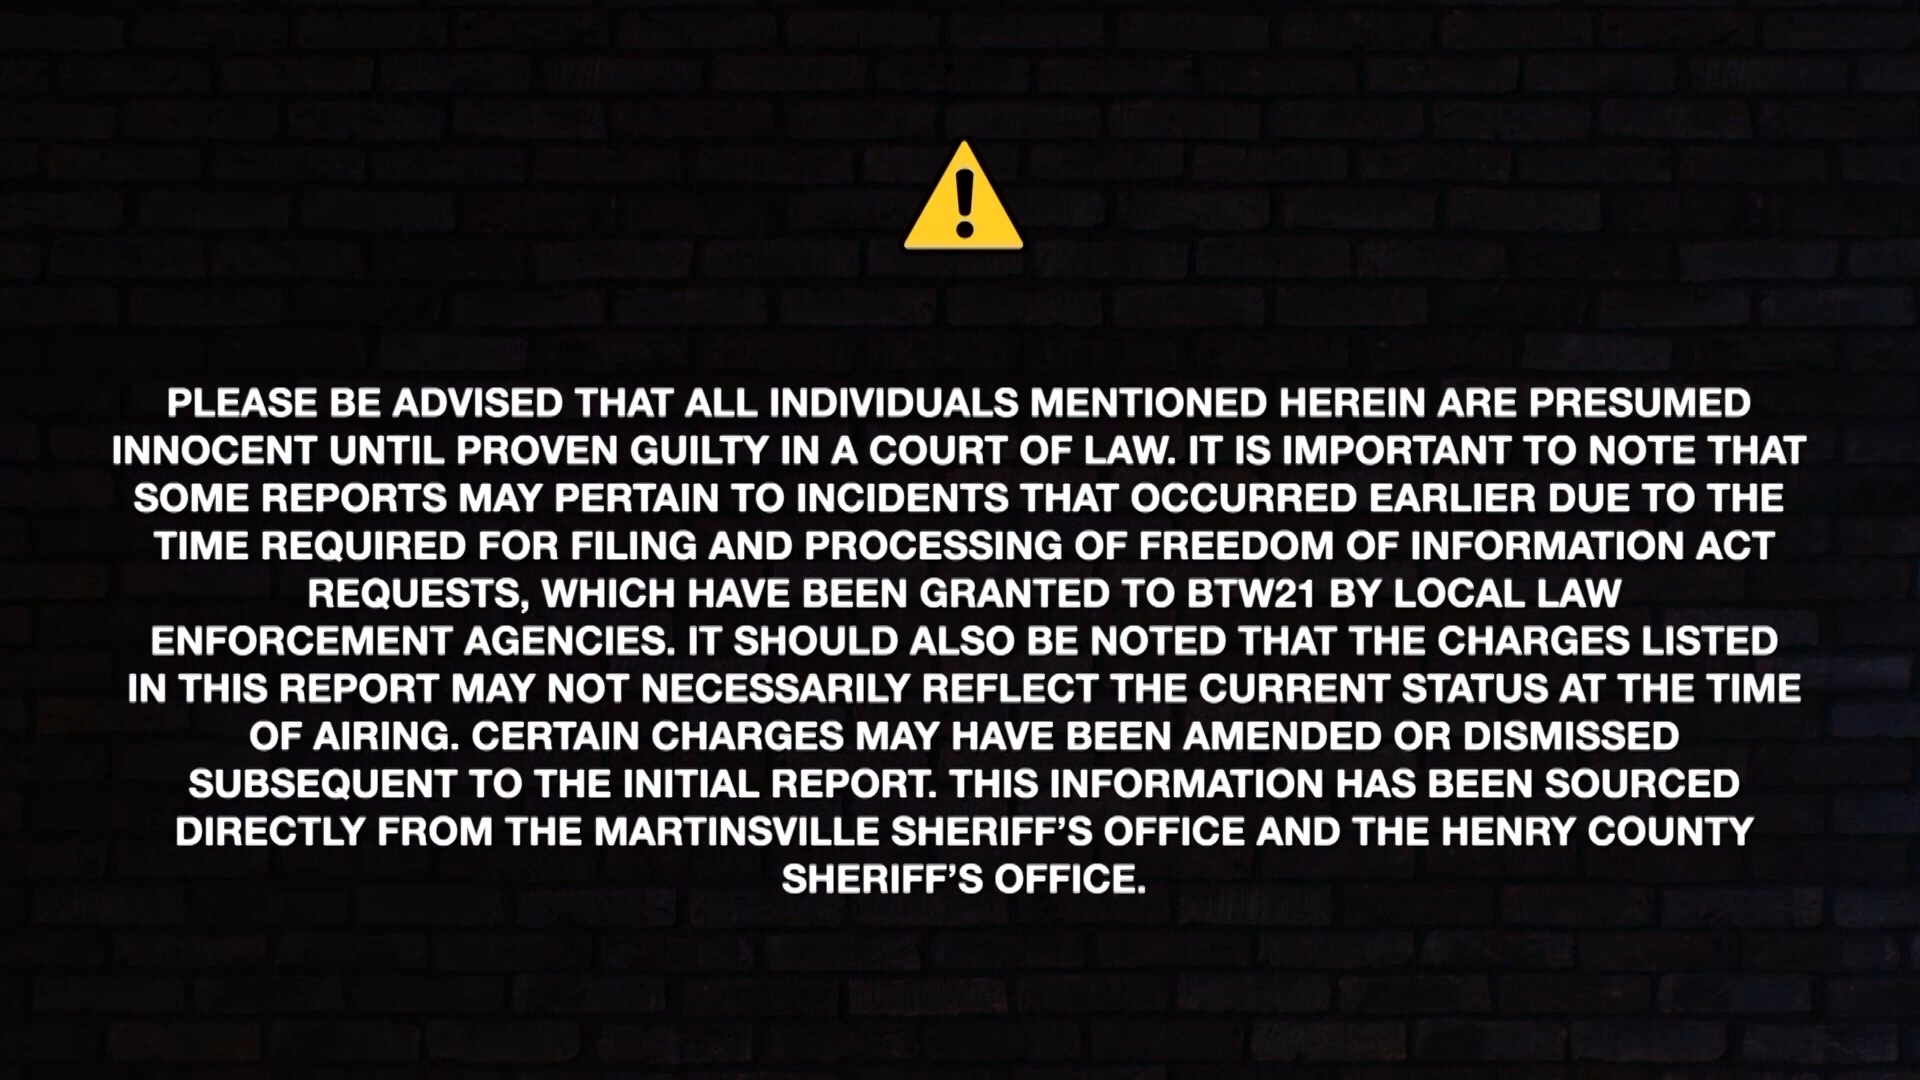 PLEASE BE ADVISED THAT ALL INDIVIDUALS MENTIONED HEREIN ARE PRESUMED
INNOCENT UNTIL PROVEN GUILTY IN A COURT OF LAW. IT IS IMPORTANT TO NOTE THAT
SOME REPORTS MAY PERTAIN TO INCIDENTS THAT OCCURRED EARLIER DUE TO THE
TIME REQUIRED FOR FILING AND PROCESSING OF FREEDOM OF INFORMATION ACT
REQUESTS, WHICH HAVE BEEN GRANTED TO BTW21 BY LOCAL LAW
ENFORCEMENT AGENCIES. IT SHOULD ALSO BE NOTED THAT THE CHARGES LISTED
IN THIS REPORT MAY NOT NECESSARILY REFLECT THE CURRENT STATUS AT THE TIME
OF AIRING. CERTAIN CHARGES MAY HAVE BEEN AMENDED OR DISMISSED
SUBSEQUENT TO THE INITIAL REPORT. THIS INFORMATION HAS BEEN SOURCED
DIRECTLY FROM THE MARTINSVILLE SHERIFF’S OFFICE AND THE HENRY COUNTY
SHERIFF’S OFFICE.